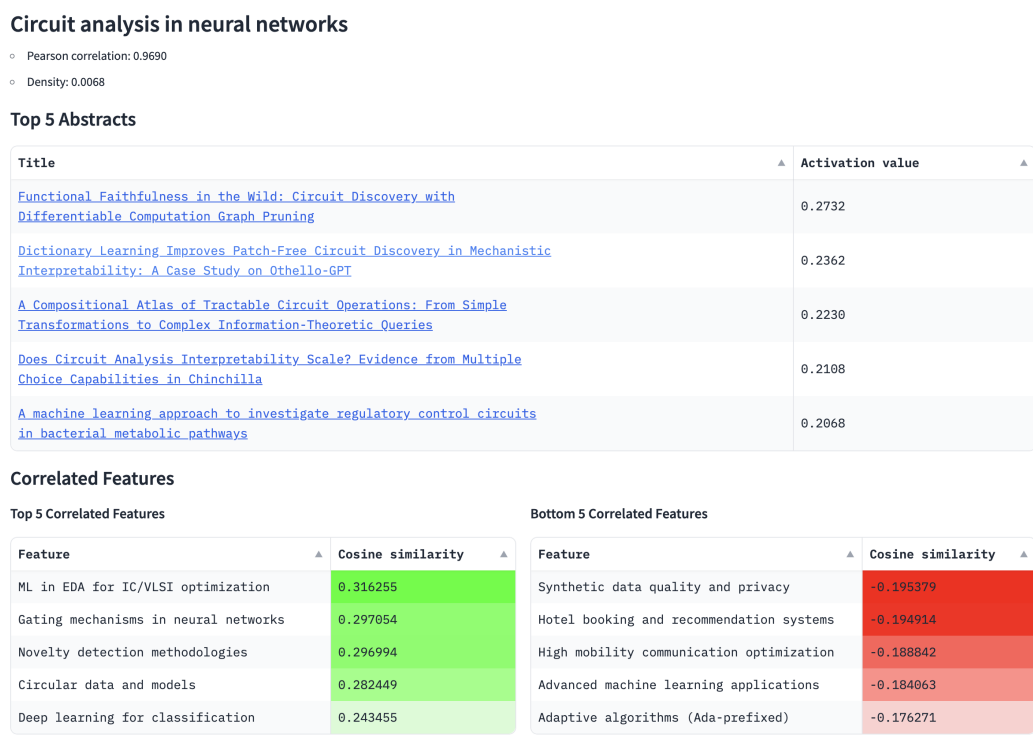 Circuit analysis in neural networks
Pearson correlation: 0.9690
Density: 0.0068
Top 5 Abstracts
Title Activation value
Functional Faithfulness in the Wild: Circuit Discovery with
Differentiable Computation Graph Pruning
0.2732
Dictionary Learning Improves Patch-Free Circuit Discovery in Mechanistic
Interpretability: A Case Study on Othello-GPT
0.2362
A Compositional Atlas of Tractable Circuit Operations: From Simple
Transformations to Complex Information-Theoretic Queries
0.2230
Does Circuit Analysis Interpretability Scale? Evidence from Multiple
Choice Capabilities in Chinchilla
0.2108
A machine learning approach to investigate regulatory control circuits
in bacterial metabolic pathways
0.2068
Correlated Features
Top 5 Correlated Features
Feature Cosine similarity
ML in EDA for IC/VLSI optimization 0.316255
Gating mechanisms in neural networks 0.297054
Novelty detection methodologies 0.296994
Circular data and models 0.282449
Deep learning for classification 0.243455
Bottom 5 Correlated Features
Feature Cosine similarity
Synthetic data quality and privacy -0.195379
Hotel booking and recommendation systems -0.194914
High mobility communication optimization -0.188842
Advanced machine learning applications -0.184063
Adaptive algorithms (Ada-prefixed) -0.176271